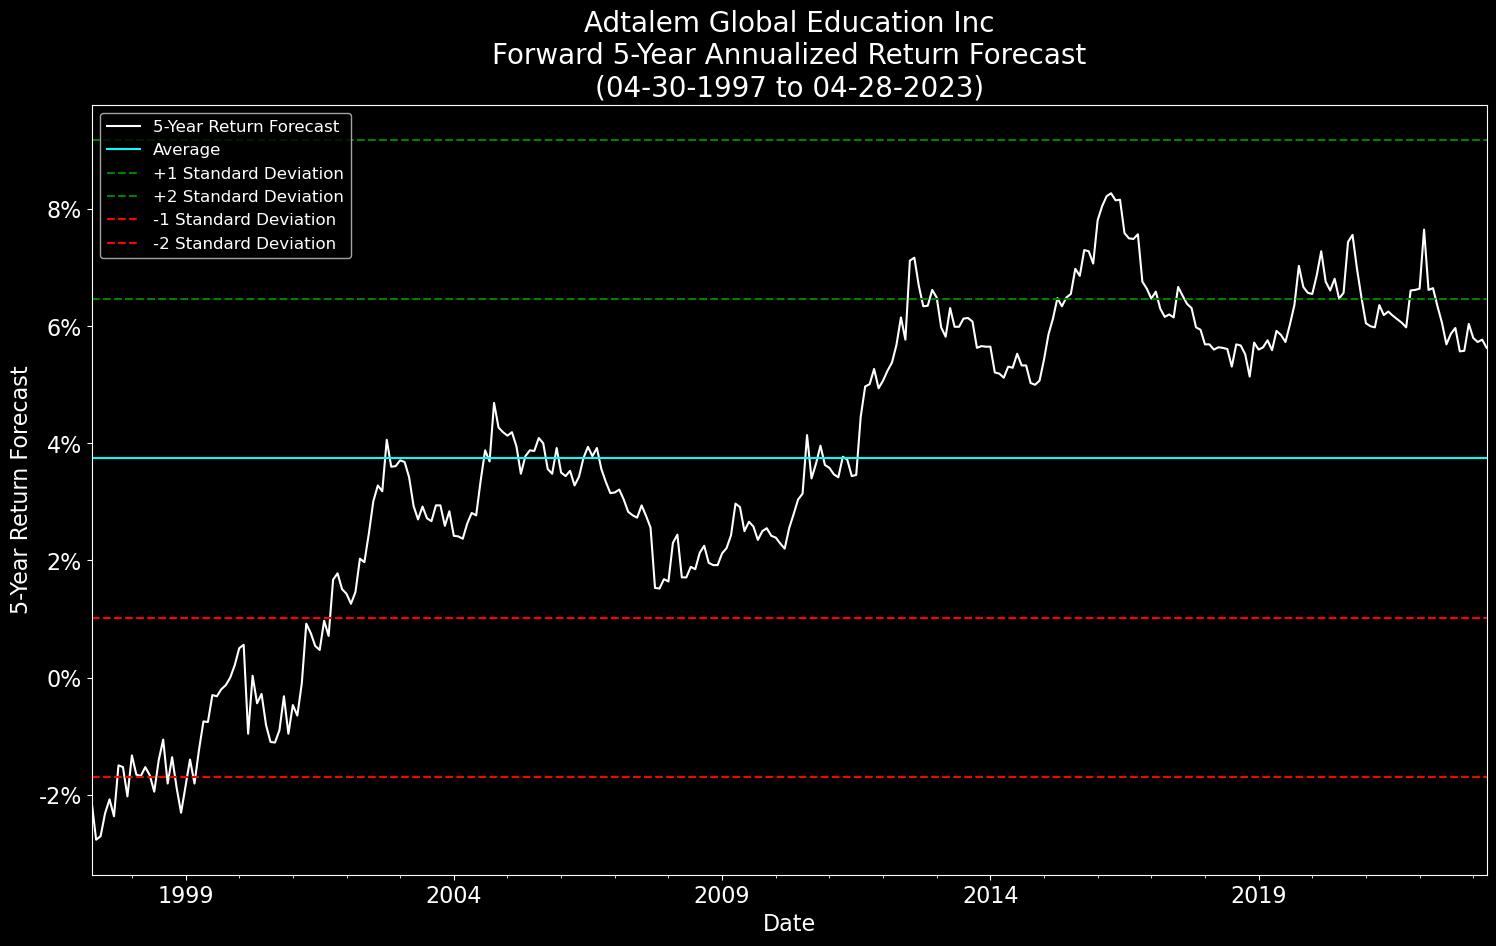 Adtalem Global Education Inc
Forward 5-Year Annualized Return Forecast
(04-30-1997 to 04-28-2023)
5-Year Return Forecast
Average
+1 Standard Deviation
+2 Standard Deviation
-1 Standard Deviation
-2 Standard Deviation
8%
6%
4%
2%
0%
-2%
5-Year Return Forecast
1999 2004 2009 2014 2019
Date